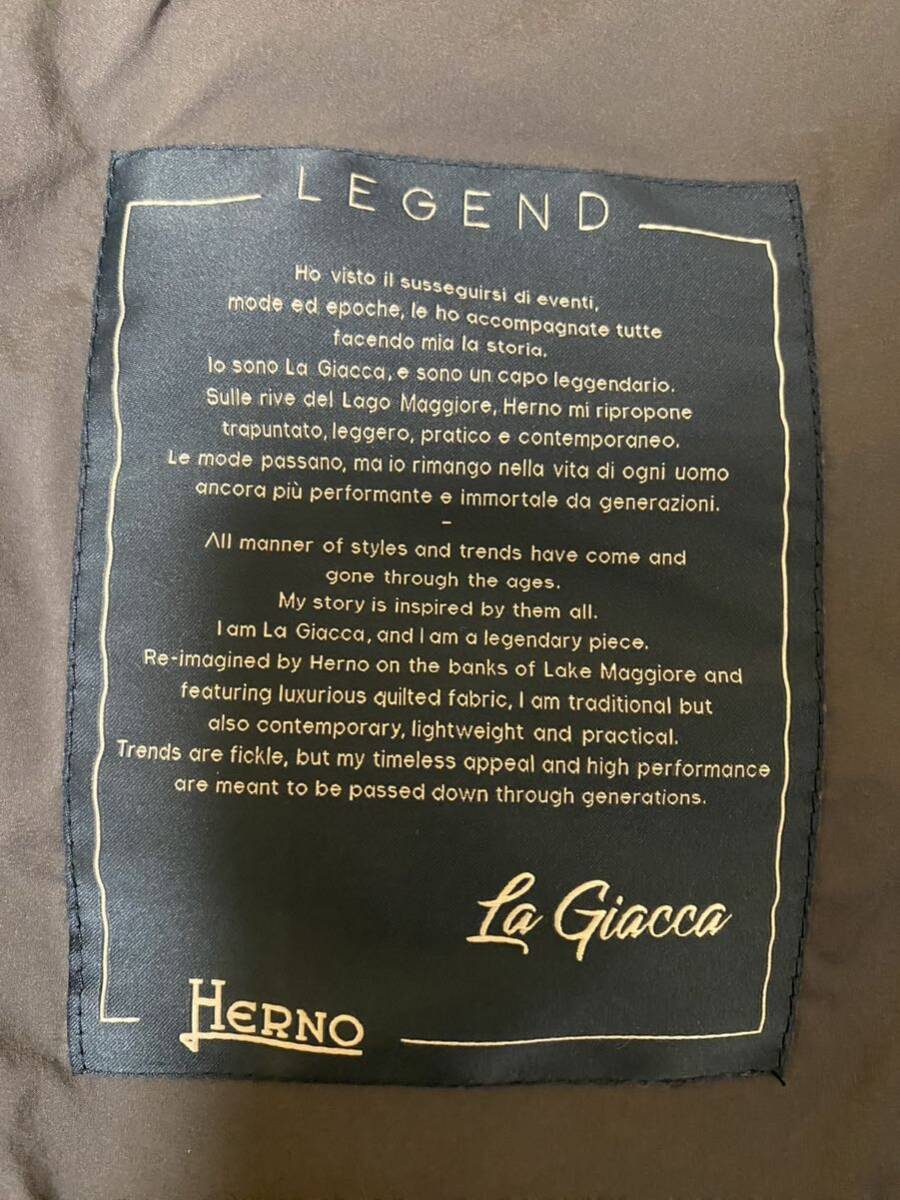 LEGEND
Ho visto il susseguirsi di eventi,
mode ed epoche, le ho accompagnate tutte
facendo mia la storia.
Io sono La Giacca, e sono un capo leggendario.
Sulle rive del Lago Maggiore, Herno mi ripropone
trapuntato, leggero, pratico e contemporaneo.
Le mode passano, ma io rimango nella vita di ogni uomo
ancora più performante e immortale da generazioni.
-
All manner of styles and trends have come and
gone through the ages.
My story is inspired by them all.
I am La Giacca, and I am a legendary piece.
Re-imagined by Herno on the banks of Lake Maggiore and
featuring luxurious quilted fabric, I am traditional but
also contemporary, lightweight and practical.
Trends are fickle, but my timeless appeal and high performance
are meant to be passed down through generations.
La Giacca
HERNO